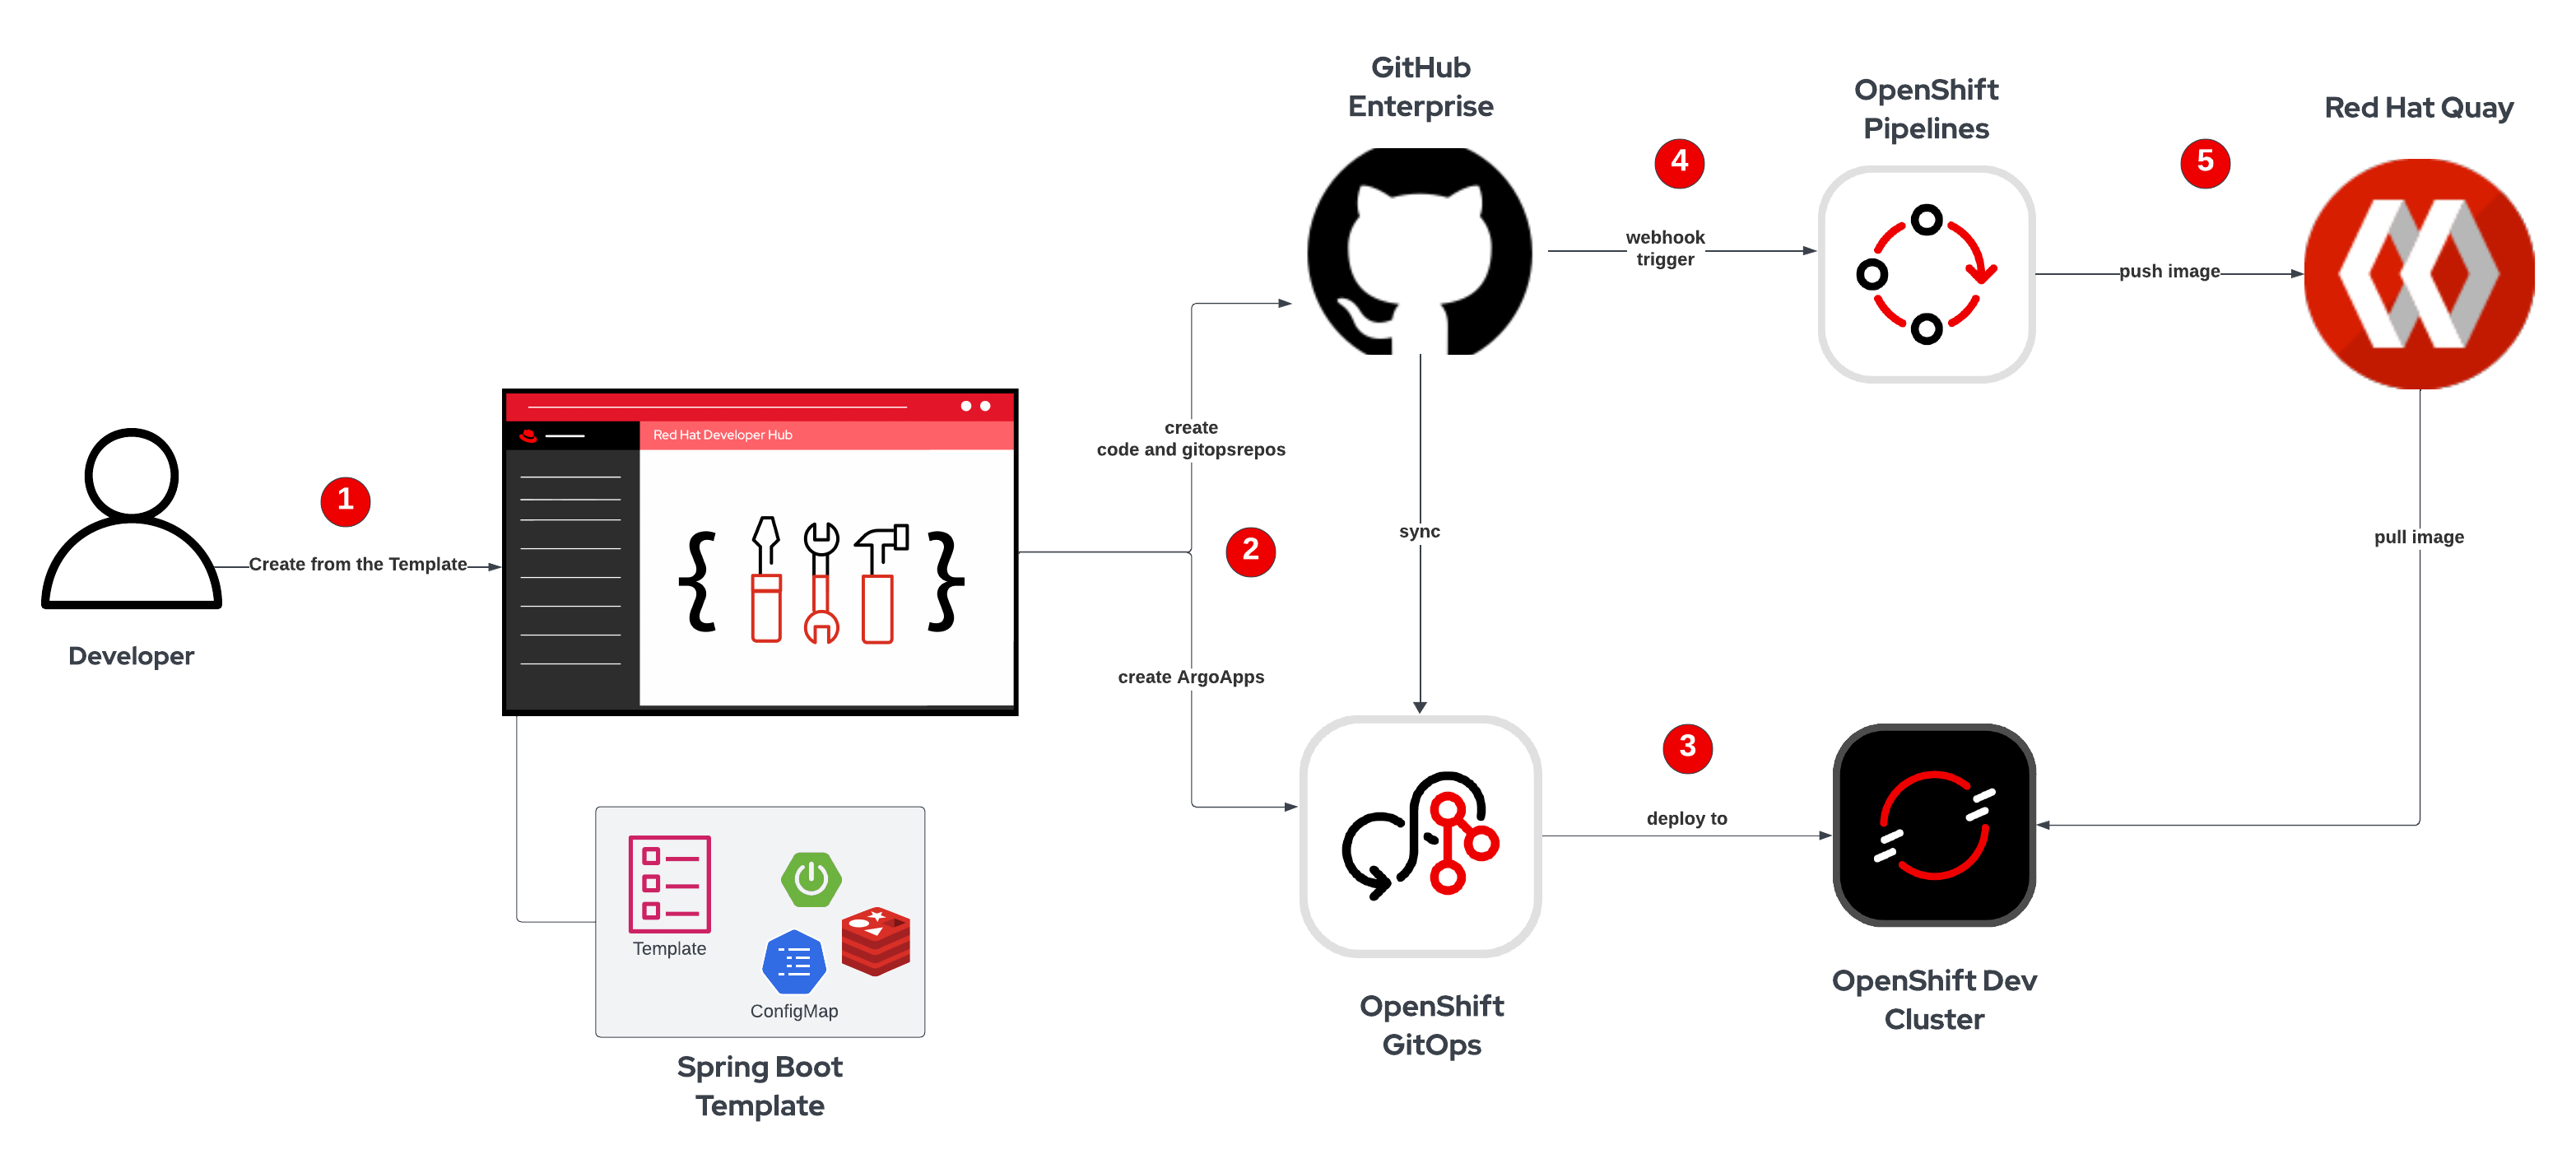 GitHub
Enterprise
OpenShift
Pipelines
Red Hat Quay
4
5
webhook
trigger
push image
Red Hat Developer Hub
create
code and gitopsrepos
1
Create from the Template
2
sync
pull image
Developer
create ArgoApps
3
deploy to
Template
ConfigMap
OpenShift
GitOps
OpenShift Dev
Cluster
Spring Boot
Template